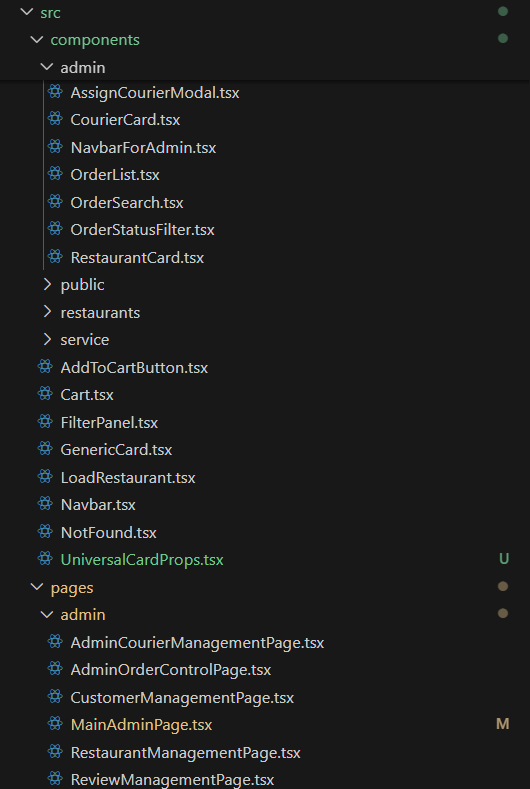 src
components
admin
AssignCourierModal.tsx
CourierCard.tsx
NavbarForAdmin.tsx
OrderList.tsx
OrderSearch.tsx
OrderStatusFilter.tsx
RestaurantCard.tsx
public
restaurants
service
AddToCartButton.tsx
Cart.tsx
FilterPanel.tsx
GenericCard.tsx
LoadRestaurant.tsx
Navbar.tsx
NotFound.tsx
UniversalCardProps.tsx U
pages
admin
AdminCourierManagementPage.tsx
AdminOrderControlPage.tsx
CustomerManagementPage.tsx
MainAdminPage.tsx M
RestaurantManagementPage.tsx
ReviewManagementPage.tsx